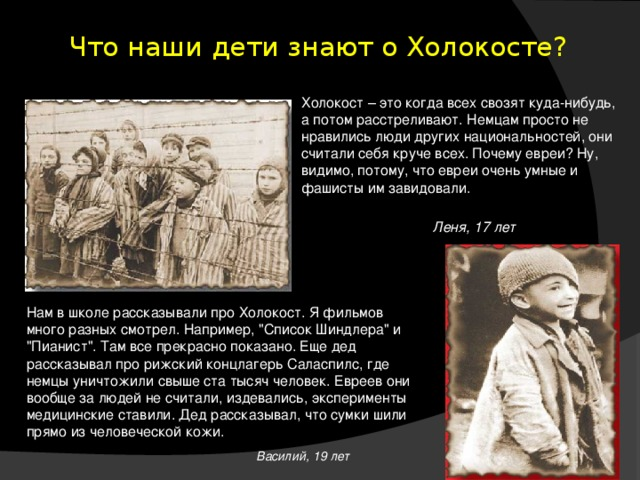 Что наши дети знают о Холокосте?
Холокост – это когда всех свозят куда-нибудь,
а потом расстреливают. Немцам просто не
нравились люди других национальностей, они
считали себя круче всех. Почему евреи? Ну,
видимо, потому, что евреи очень умные и
фашисты им завидовали.
Леня, 17 лет
Нам в школе рассказывали про Холокост. Я фильмов
много разных смотрел. Например, "Список Шиндлера" и
"Пианист". Там все прекрасно показано. Еще дед
рассказывал про рижский концлагерь Саласпилс, где
немцы уничтожили свыше ста тысяч человек. Евреев они
вообще за людей не считали, издевались, эксперименты
медицинские ставили. Дед рассказывал, что сумки шили
прямо из человеческой кожи.
Василий, 19 лет